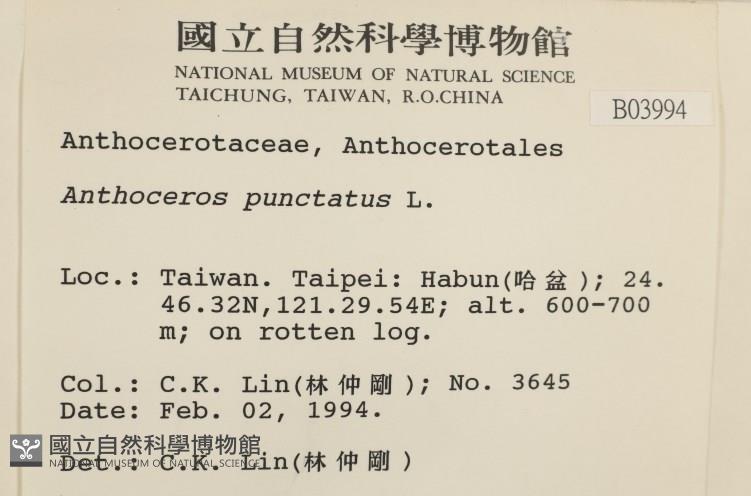 國立自然科學博物館
NATIONAL MUSEUM OF NATURAL SCIENCE
TAICHUNG, TAIWAN, R.O.CHINA
B03994
Anthocerotaceae, Anthocerotales
Anthoceros punctatus L.
Loc.: Taiwan. Taipei: Habun(哈盆); 24.
46.32N,121.29.54E; alt. 600-700
m; on rotten log.
Col.: C.K. Lin(林仲剛); No. 3645
Date: Feb. 02, 1994.
國立自然科學博物館
NATIONAL MUSEUM OF NATURAL SCIENCE
Det.: C.K. Lin(林仲剛)